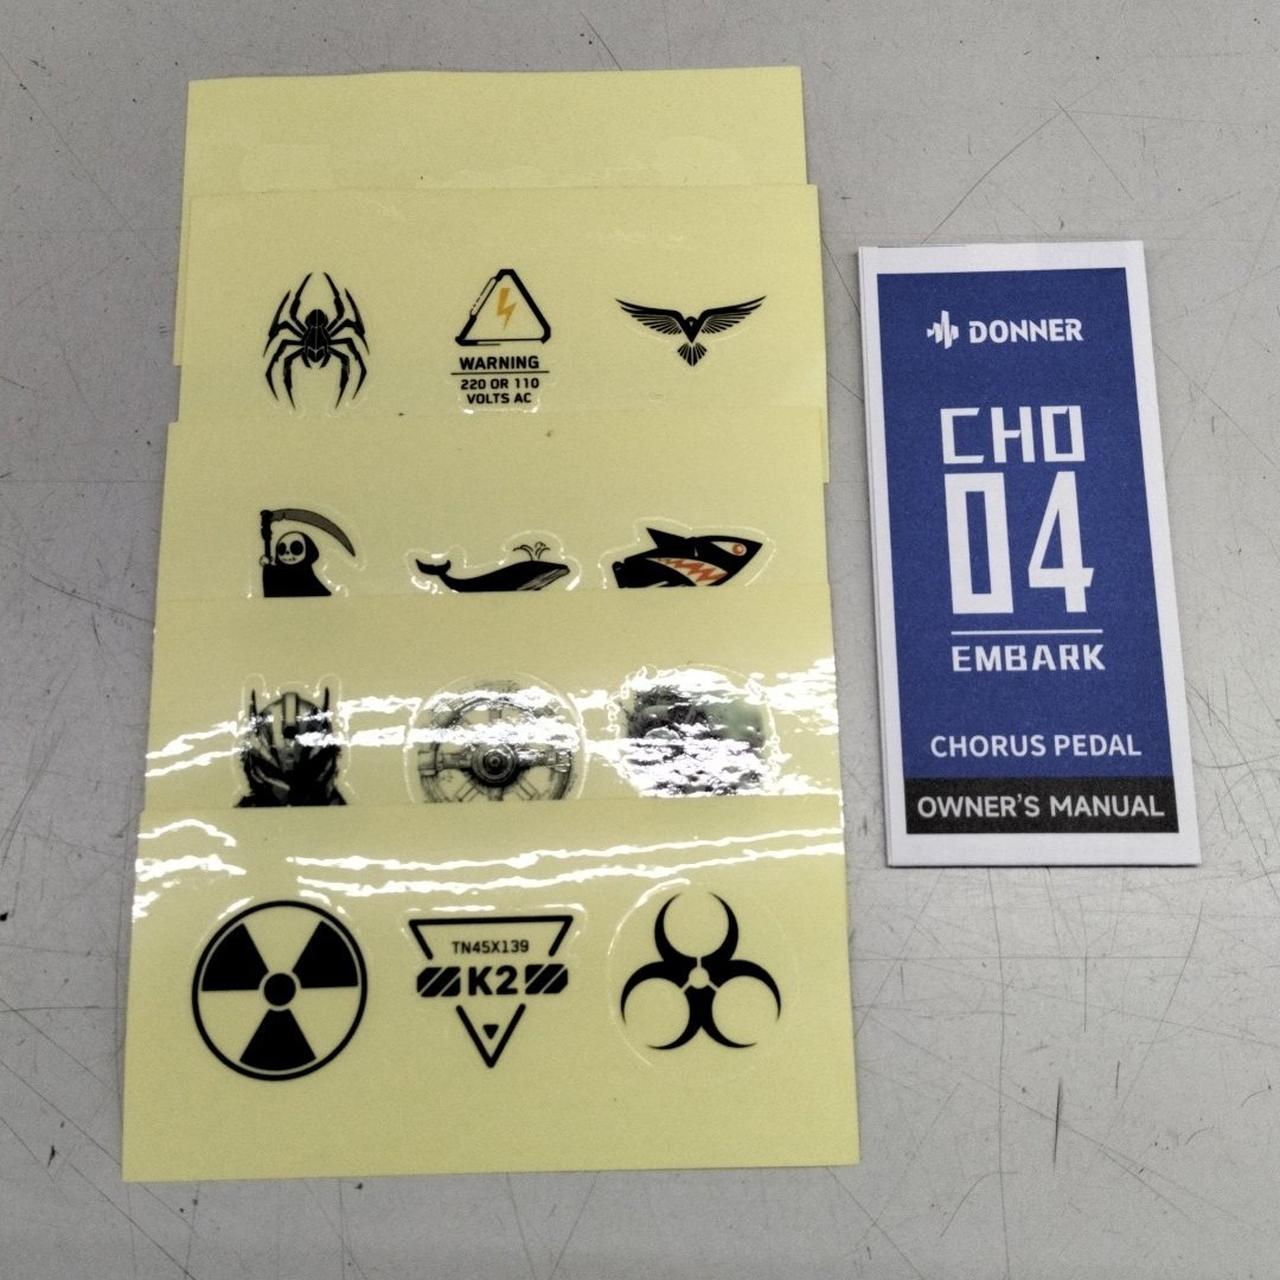 WARNING
220 OR 110
VOLTS AC
TN45X139
K2
DONNER
CHO
04
EMBARK
CHORUS PEDAL
OWNER'S MANUAL